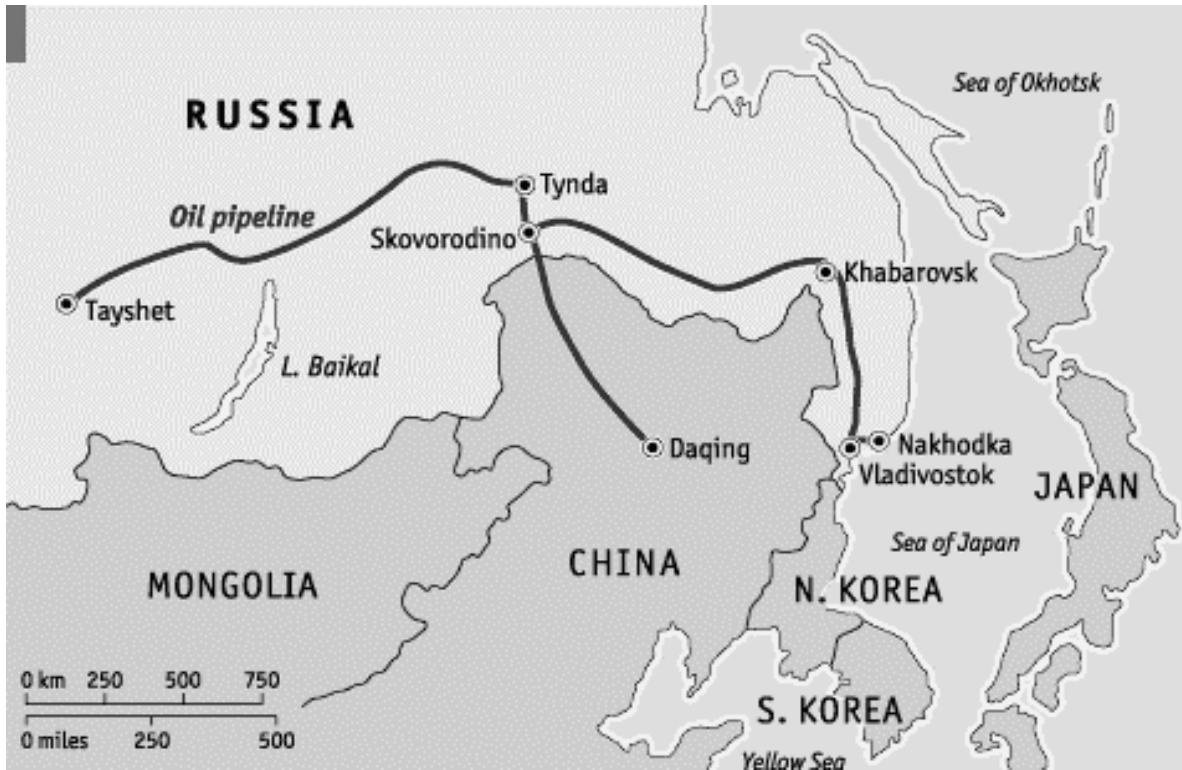 Sea of Okhotsk
RUSSIA
Tynda
Oil pipeline
Skovorodino
Khabarovsk
Tayshet
L. Baikal
Daqing
Nakhodka
Vladivostok
JAPAN
Sea of Japan
CHINA
MONGOLIA
N. KOREA
0 km 250 500 750
S. KOREA
0 miles 250 500
Yellow Sea